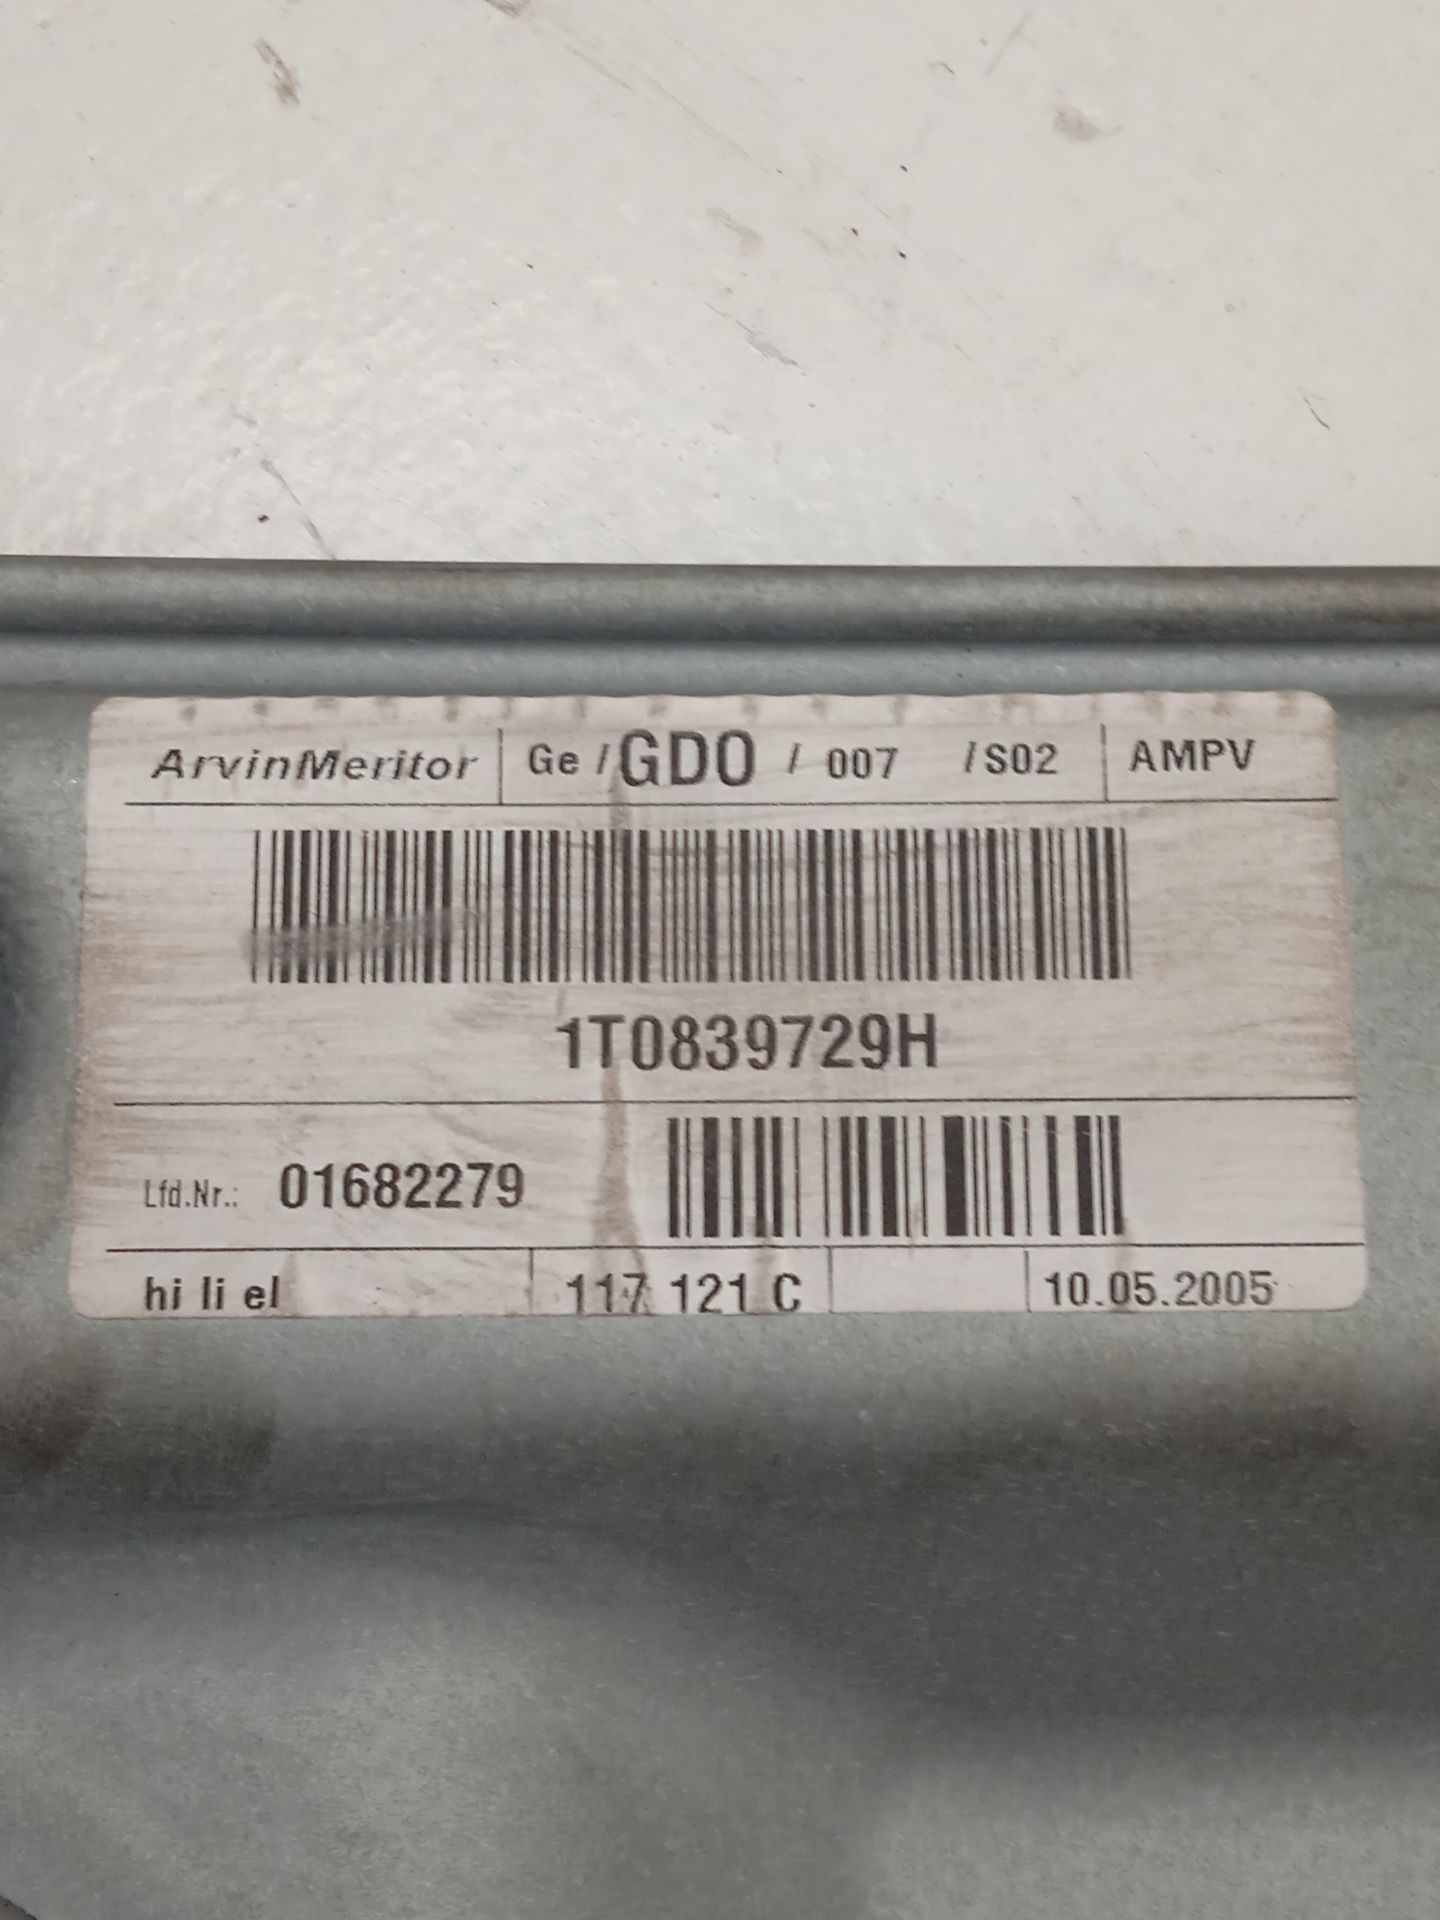 ArvinMeritor Ge / GDO / 007 / S02 AMPV
1T0839729H
Lfd.Nr.: 01682279
hi li el 117 121 C 10.05.2005